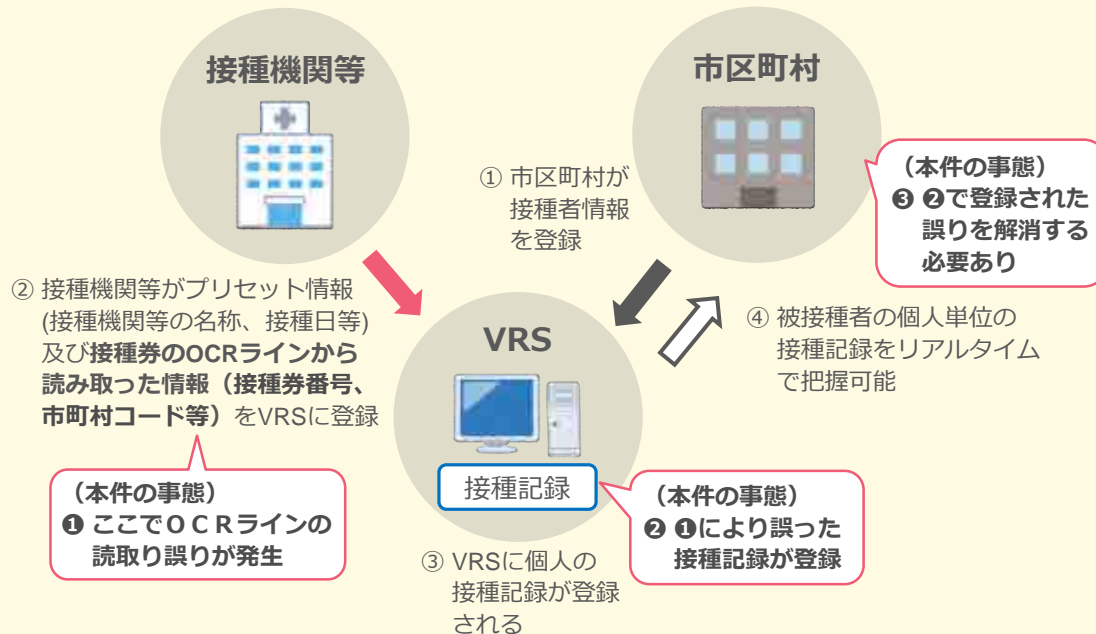 接種機関等
市区町村
① 市区町村が
接種者情報
を登録
（本件の事態）
❸ ❷で登録された
誤りを解消する
必要あり
② 接種機関等がプリセット情報
(接種機関等の名称、接種日等)
及び接種券のOCRラインから
読み取った情報（接種券番号、
市町村コード等）をVRSに登録
VRS
④ 被接種者の個人単位の
接種記録をリアルタイム
で把握可能
接種記録
（本件の事態）
❶ ここでＯＣＲラインの
読取り誤りが発生
（本件の事態）
❷ ❶により誤った
接種記録が登録
③ VRSに個人の
接種記録が登録
される